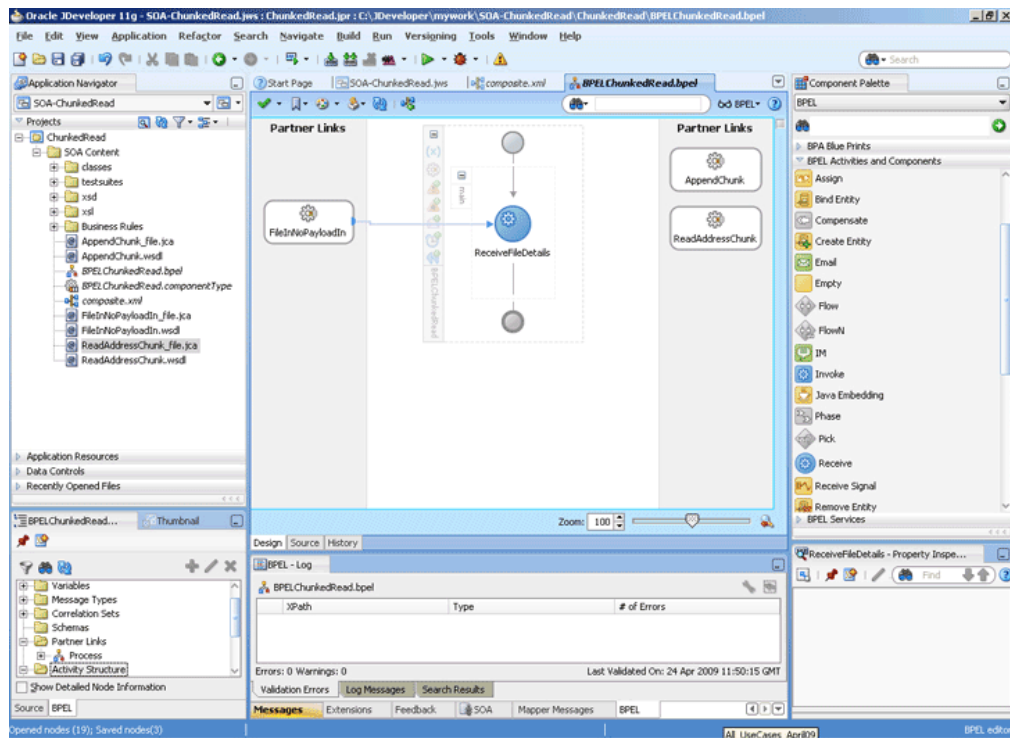 Oracle JDeveloper 11g - SOA-ChunkedRead.jws : ChunkedRead.jpr : C:\JDeveloper\mywork\SOA-ChunkedRead\ChunkedRead\BPELChunkedRead.bpel
File Edit View Application Refactor Search Navigate Build Run Versioning Tools Window Help
Search
Application Navigator
SOA-ChunkedRead
Projects
ChunkedRead
SOA Content
classes
testsuites
xsd
xsl
Business Rules
AppendChunk_file.jca
AppendChunk.wsdl
BPELChunkedRead.bpel
BPELChunkedRead.componentType
composite.xml
FileInNoPayloadIn_file.jca
FileInNoPayloadIn.wsdl
ReadAddressChunk_file.jca
ReadAddressChunk.wsdl
Application Resources
Data Controls
Recently Opened Files
BPELChunkedRead... Thumbnail
Variables
Message Types
Correlation Sets
Schemas
Partner Links
Process
Activity Structure
Show Detailed Node Information
Source BPEL
Start Page SOA-ChunkedRead.jws composite.xml BPELChunkedRead.bpel
BPEL
Partner Links
FileInNoPayloadIn
main
BPELChunkedRead
ReceiveFileDetails
Partner Links
AppendChunk
ReadAddressChunk
Zoom: 100
Design Source History
BPEL - Log
BPELChunkedRead.bpel
XPath Type # of Errors
Errors: 0 Warnings: 0 Last Validated On: 24 Apr 2009 11:50:15 GMT
Validation Errors Log Messages Search Results
Messages Extensions Feedback SOA Mapper Messages BPEL
Component Palette
BPEL
BPA Blue Prints
BPEL Activities and Components
Assign
Bind Entity
Compensate
Create Entity
Email
Empty
Flow
FlowN
IM
Invoke
Java Embedding
Phase
Pick
Receive
Receive Signal
Remove Entity
BPEL Services
ReceiveFileDetails - Property Inspe...
Find
Opened nodes (19); Saved nodes(3)
All_UseCases_April09
BPEL editor